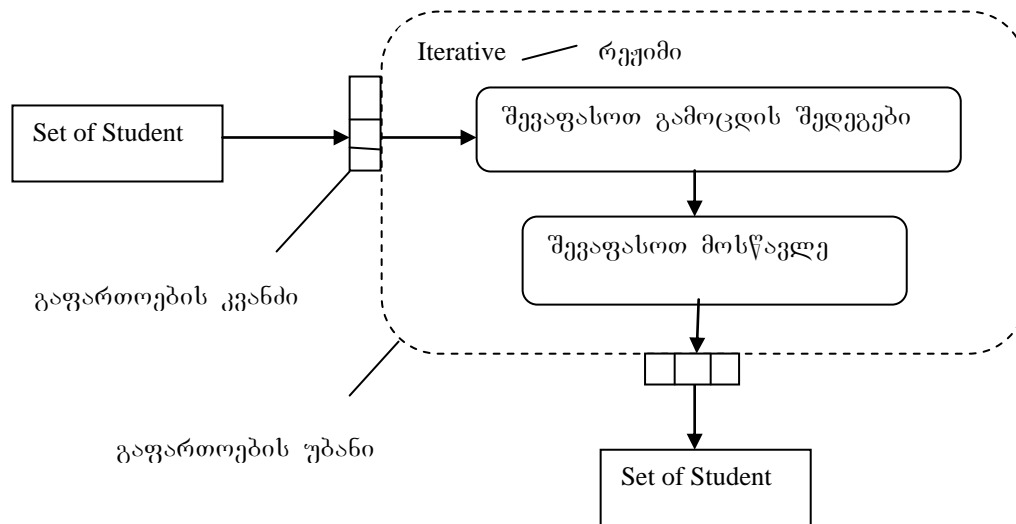 Iterative რეჟიმი
Set of Student
შევაფასოთ გამოცდის შედეგები
შევაფასოთ მოსწავლე
გაფართოების კვანძი
გაფართოების უბანი
Set of Student